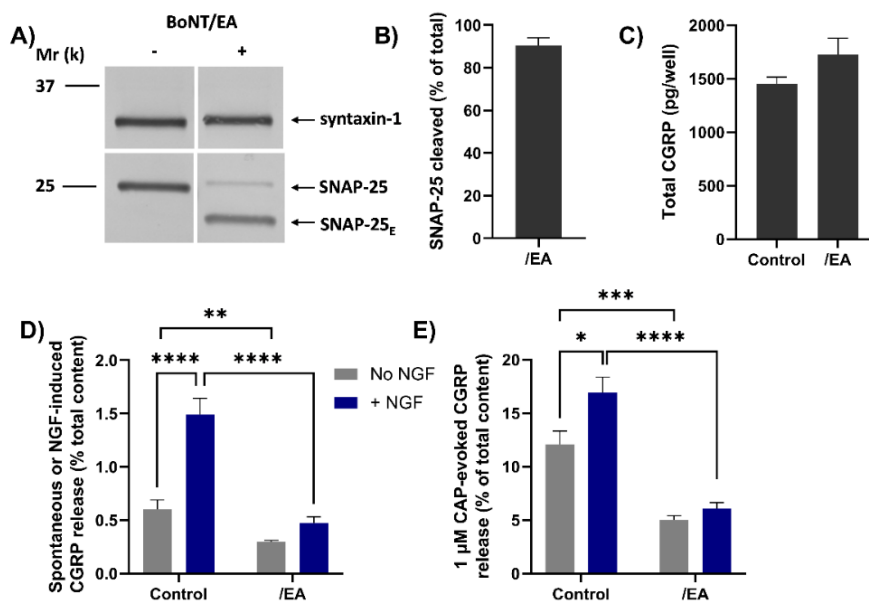 BoNT/EA
A)
Mr (k)
-
+
37
syntaxin-1
25
SNAP-25
SNAP-25E
B)
SNAP-25 cleaved (% of total)
100
80
60
40
20
0
/EA
C)
Total CGRP (pg/well)
2000
1500
1000
500
0
Control
/EA
D)
Spontaneous or NGF-induced
CGRP release (% total content)
2.0
1.5
1.0
0.5
0.0
**
****
****
Control
/EA
No NGF
+ NGF
E)
1 µM CAP-evoked CGRP
release (% of total content)
20
15
10
5
0
***
*
****
Control
/EA